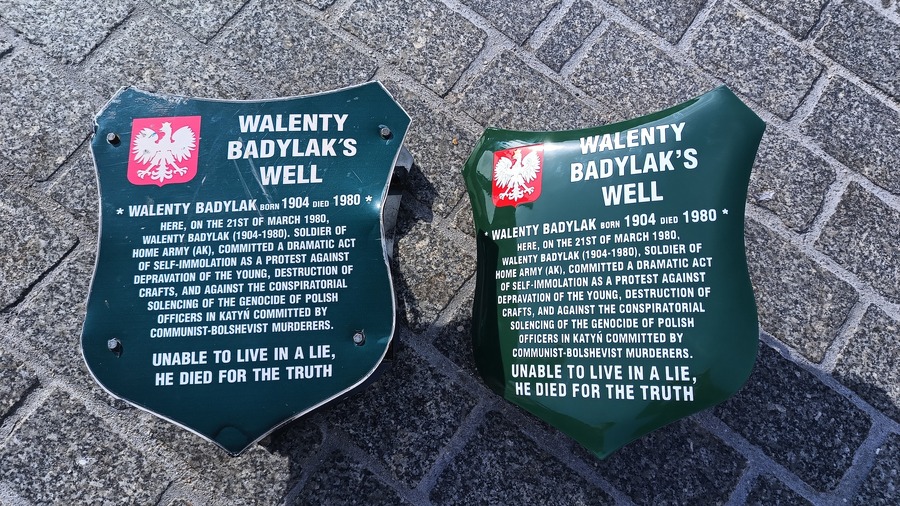 WALENTY
BADYLAK'S
WELL
* WALENTY BADYLAK BORN 1904 DIED 1980 *
HERE, ON THE 21ST OF MARCH 1980,
WALENTY BADYLAK (1904-1980), SOLDIER OF
HOME ARMY (AK), COMMITTED A DRAMATIC ACT
OF SELF-IMMOLATION AS A PROTEST AGAINST
DEPRAVATION OF THE YOUNG, DESTRUCTION OF
CRAFTS, AND AGAINST THE CONSPIRATORIAL
SOLENCING OF THE GENOCIDE OF POLISH
OFFICERS IN KATYŃ COMMITTED BY
COMMUNIST-BOLSHEVIST MURDERERS.
UNABLE TO LIVE IN A LIE,
HE DIED FOR THE TRUTH
WALENTY
BADYLAK'S
WELL
* WALENTY BADYLAK BORN 1904 DIED 1980 *
HERE, ON THE 21ST OF MARCH 1980,
WALENTY BADYLAK (1904-1980), SOLDIER OF
HOME ARMY (AK), COMMITTED A DRAMATIC ACT
OF SELF-IMMOLATION AS A PROTEST AGAINST
DEPRAVATION OF THE YOUNG, DESTRUCTION OF
CRAFTS, AND AGAINST THE CONSPIRATORIAL
SOLENCING OF THE GENOCIDE OF POLISH
OFFICERS IN KATYŃ COMMITTED BY
COMMUNIST-BOLSHEVIST MURDERERS.
UNABLE TO LIVE IN A LIE,
HE DIED FOR THE TRUTH